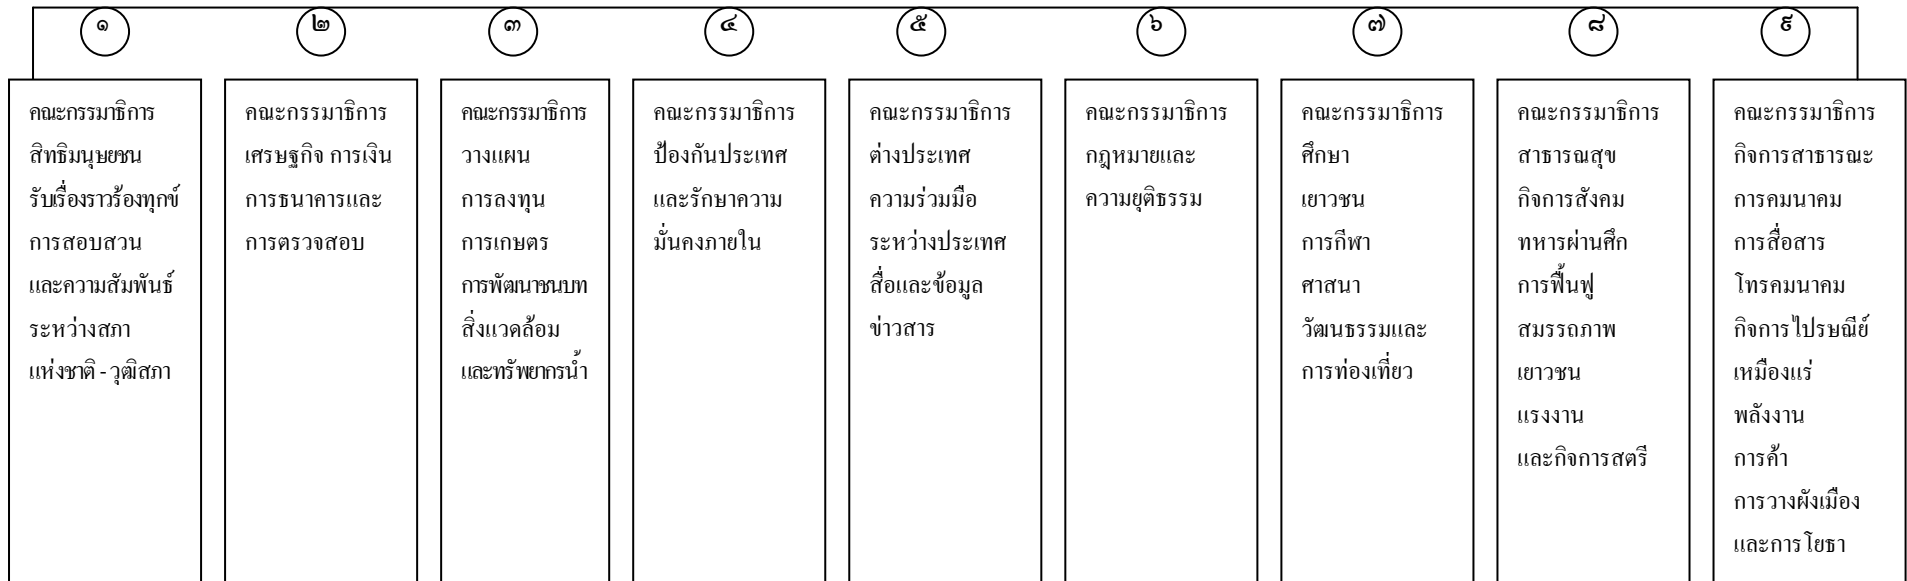 ๑
คณะกรรมาธิการ
สิทธิมนุษยชน
รับเรื่องราวร้องทุกข์
การสอบสวน
และความสัมพันธ์
ระหว่างสภา
แห่งชาติ - วุฒิสภา
๒
คณะกรรมาธิการ
เศรษฐกิจ การเงิน
การธนาคารและ
การตรวจสอบ
๓
คณะกรรมาธิการ
วางแผน
การลงทุน
การเกษตร
การพัฒนาชนบท
สิ่งแวดล้อม
และทรัพยากรน้ำ
๔
คณะกรรมาธิการ
ป้องกันประเทศ
และรักษาความ
มั่นคงภายใน
๕
คณะกรรมาธิการ
ต่างประเทศ
ความร่วมมือ
ระหว่างประเทศ
สื่อและข้อมูล
ข่าวสาร
๖
คณะกรรมาธิการ
กฎหมายและ
ความยุติธรรม
๗
คณะกรรมาธิการ
ศึกษา
เยาวชน
การกีฬา
ศาสนา
วัฒนธรรมและ
การท่องเที่ยว
๘
คณะกรรมาธิการ
สาธารณสุข
กิจการสังคม
ทหารผ่านศึก
การฟื้นฟู
สมรรถภาพ
เยาวชน
แรงงาน
และกิจการสตรี
๙
คณะกรรมาธิการ
กิจการสาธารณะ
การคมนาคม
การสื่อสาร
โทรคมนาคม
กิจการไปรษณีย์
เหมืองแร่
พลังงาน
การค้า
การวางผังเมือง
และการโยธา